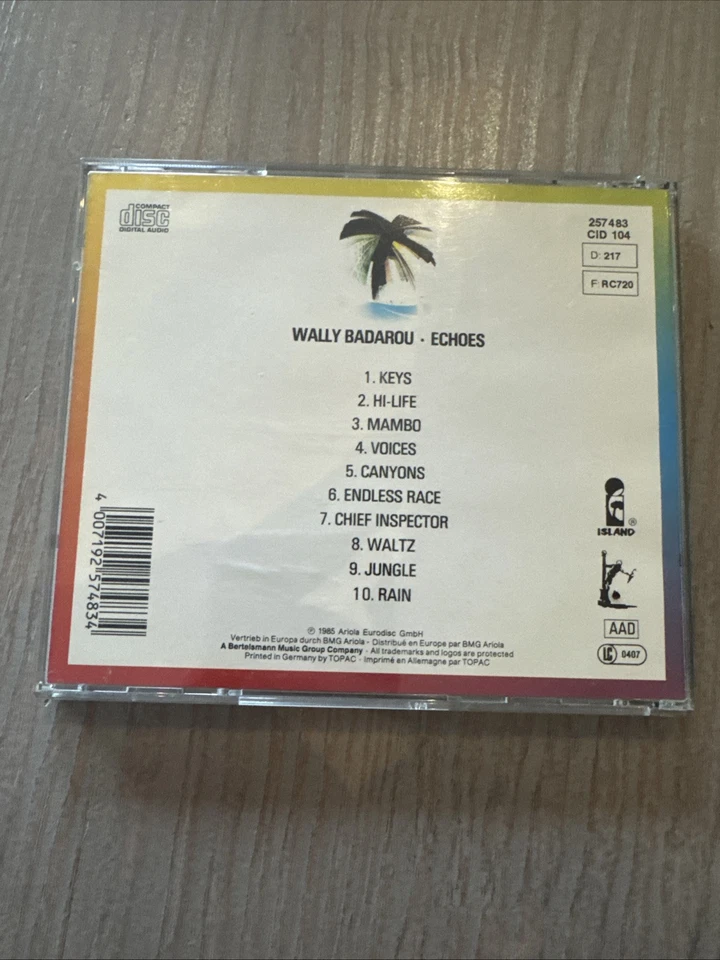 COMPACT
disc
DIGITAL AUDIO
257483
CID 104
D: 217
F: RC720
WALLY BADAROU · ECHOES
1. KEYS
2. HI-LIFE
3. MAMBO
4. VOICES
5. CANYONS
6. ENDLESS RACE
7. CHIEF INSPECTOR
8. WALTZ
9. JUNGLE
10. RAIN
4 007192 574834
ISLAND®
AAD
LC 0407
℗ 1985 Ariola Eurodisc GmbH
Vertrieb in Europa durch BMG Ariola - Distribué en Europe par BMG Ariola
A Bertelsmann Music Group Company - All trademarks and logos are protected
Printed in Germany by TOPAC - Imprimé en Allemagne par TOPAC